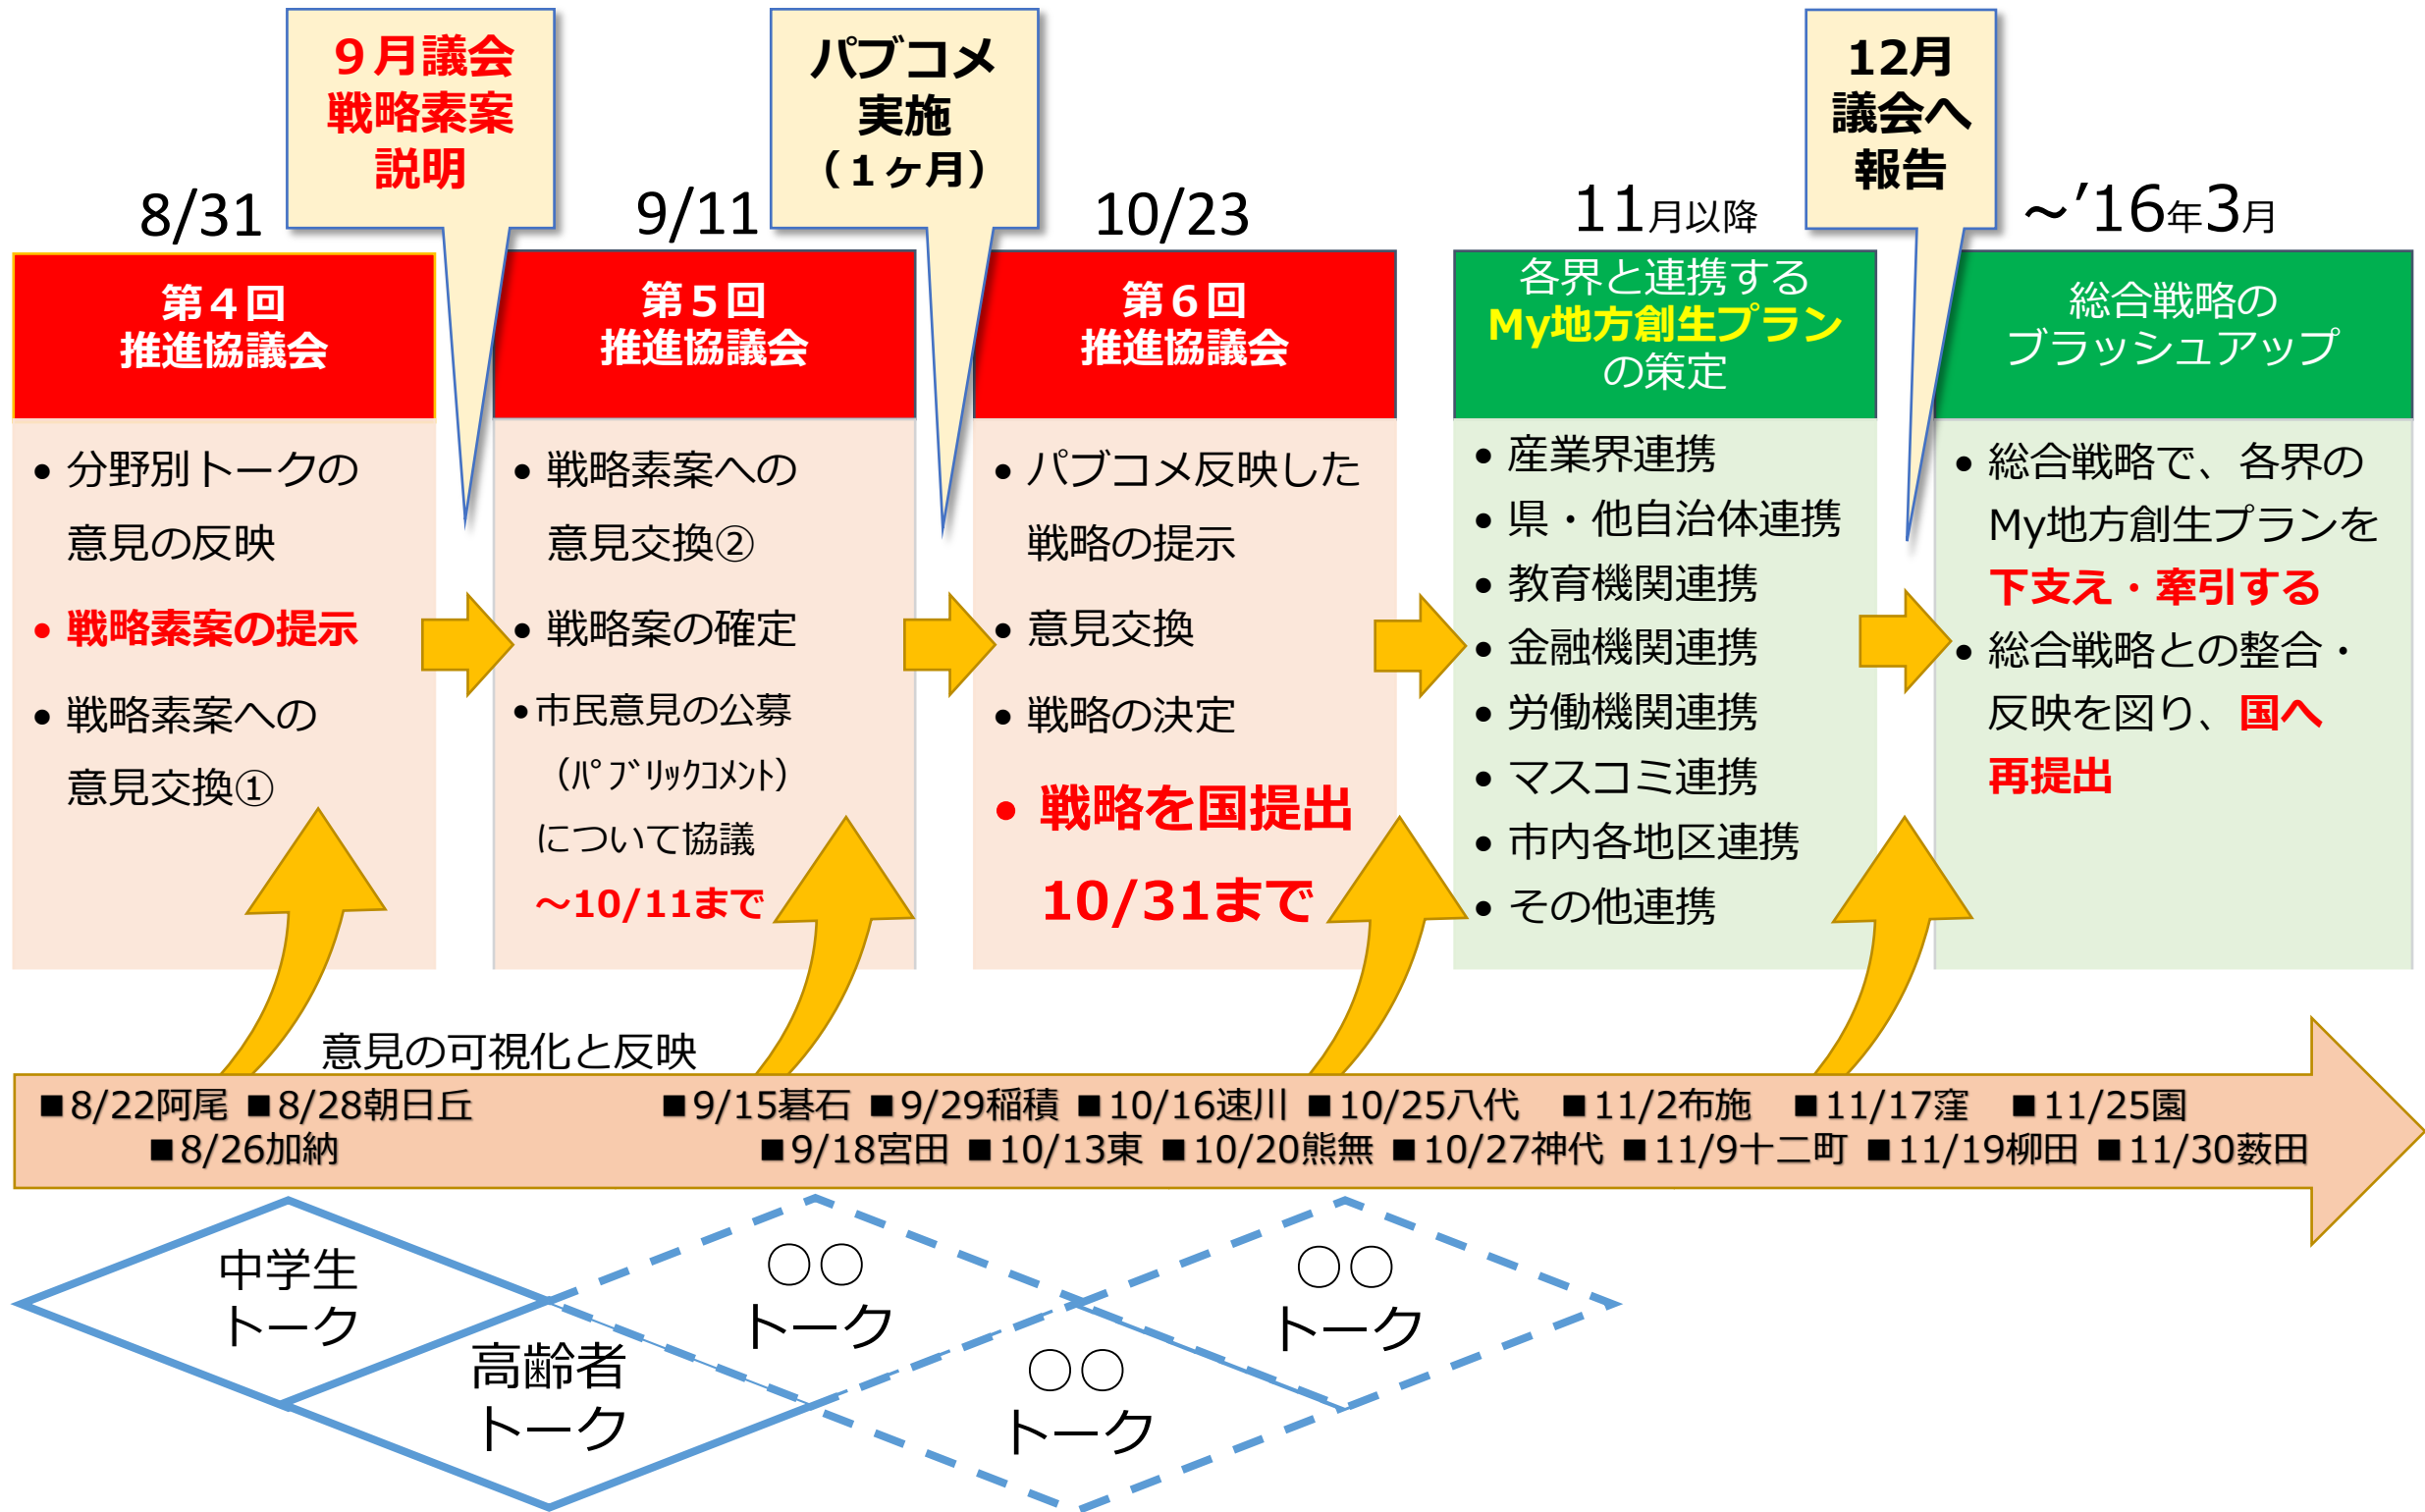 ９月議会
戦略素案
説明
パブコメ
実施
（１ヶ月）
12月
議会へ
報告
8/31
9/11
10/23
11月以降
～’16年3月
第４回
推進協議会
第５回
推進協議会
第６回
推進協議会
各界と連携する
My地方創生プラン
の策定
総合戦略の
ブラッシュアップ
• 分野別トークの
意見の反映
• 戦略素案の提示
• 戦略素案への
意見交換①
• 戦略素案への
意見交換②
• 戦略案の確定
• 市民意見の公募
（ﾊﾟﾌﾞﾘｯｸｺﾒﾝﾄ）
について協議
～10/11まで
• パブコメ反映した
戦略の提示
• 意見交換
• 戦略の決定
• 戦略を国提出
10/31まで
• 産業界連携
• 県・他自治体連携
• 教育機関連携
• 金融機関連携
• 労働機関連携
• マスコミ連携
• 市内各地区連携
• その他連携
• 総合戦略で、各界の
My地方創生プランを
下支え・牽引する
• 総合戦略との整合・
反映を図り、国へ
再提出
意見の可視化と反映
■8/22阿尾 ■8/28朝日丘 ■9/15碁石 ■9/29稲積 ■10/16速川 ■10/25八代 ■11/2布施 ■11/17窪 ■11/25園
■8/26加納 ■9/18宮田 ■10/13東 ■10/20熊無 ■10/27神代 ■11/9十二町 ■11/19柳田 ■11/30薮田
中学生
トーク
高齢者
トーク
○○
トーク
○○
トーク
○○
トーク